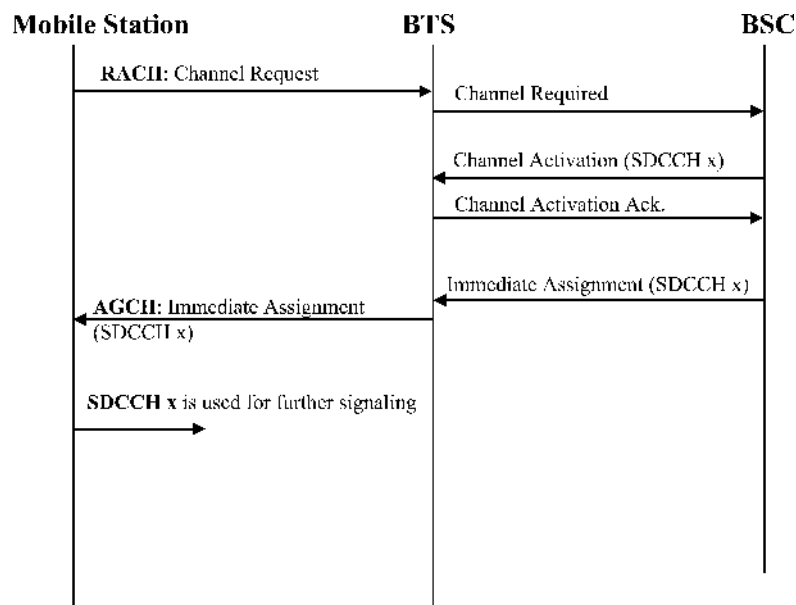 Mobile Station BTS BSC
RACH: Channel Request
Channel Required
Channel Activation (SDCCH x)
Channel Activation Ack.
Immediate Assignment (SDCCH x)
AGCH: Immediate Assignment
(SDCCH x)
SDCCH x is used for further signaling